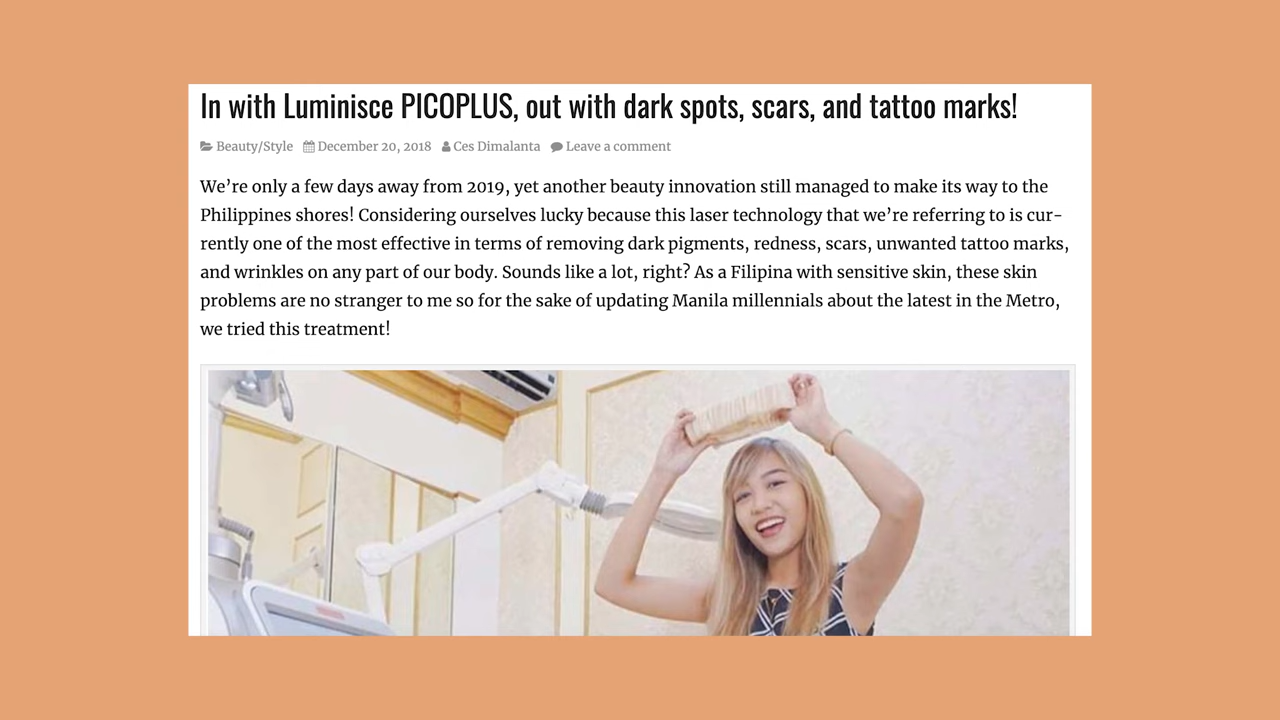 In with Luminisce PICOPLUS, out with dark spots, scars, and tattoo marks!
Beauty/Style December 20, 2018 Ces Dimalanta Leave a comment
We’re only a few days away from 2019, yet another beauty innovation still managed to make its way to the
Philippines shores! Considering ourselves lucky because this laser technology that we’re referring to is cur-
rently one of the most effective in terms of removing dark pigments, redness, scars, unwanted tattoo marks,
and wrinkles on any part of our body. Sounds like a lot, right? As a Filipina with sensitive skin, these skin
problems are no stranger to me so for the sake of updating Manila millennials about the latest in the Metro,
we tried this treatment!